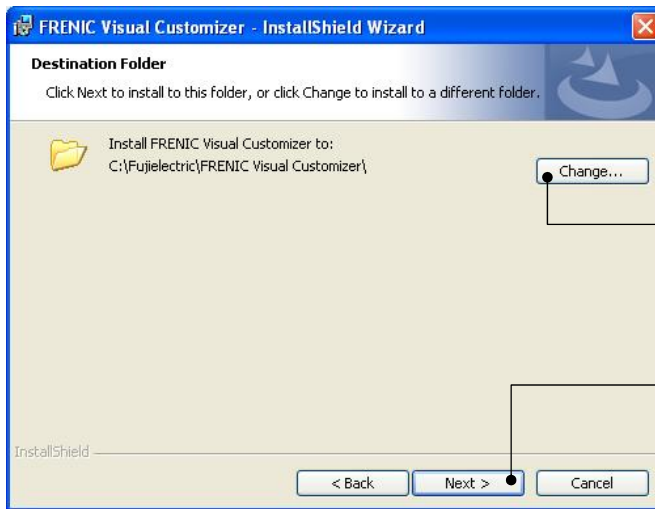 FRENIC Visual Customizer - InstallShield Wizard
Destination Folder
Click Next to install to this folder, or click Change to install to a different folder.
Install FRENIC Visual Customizer to:
C:\Fujielectric\FRENIC Visual Customizer\
Change...
InstallShield
< Back
Next >
Cancel